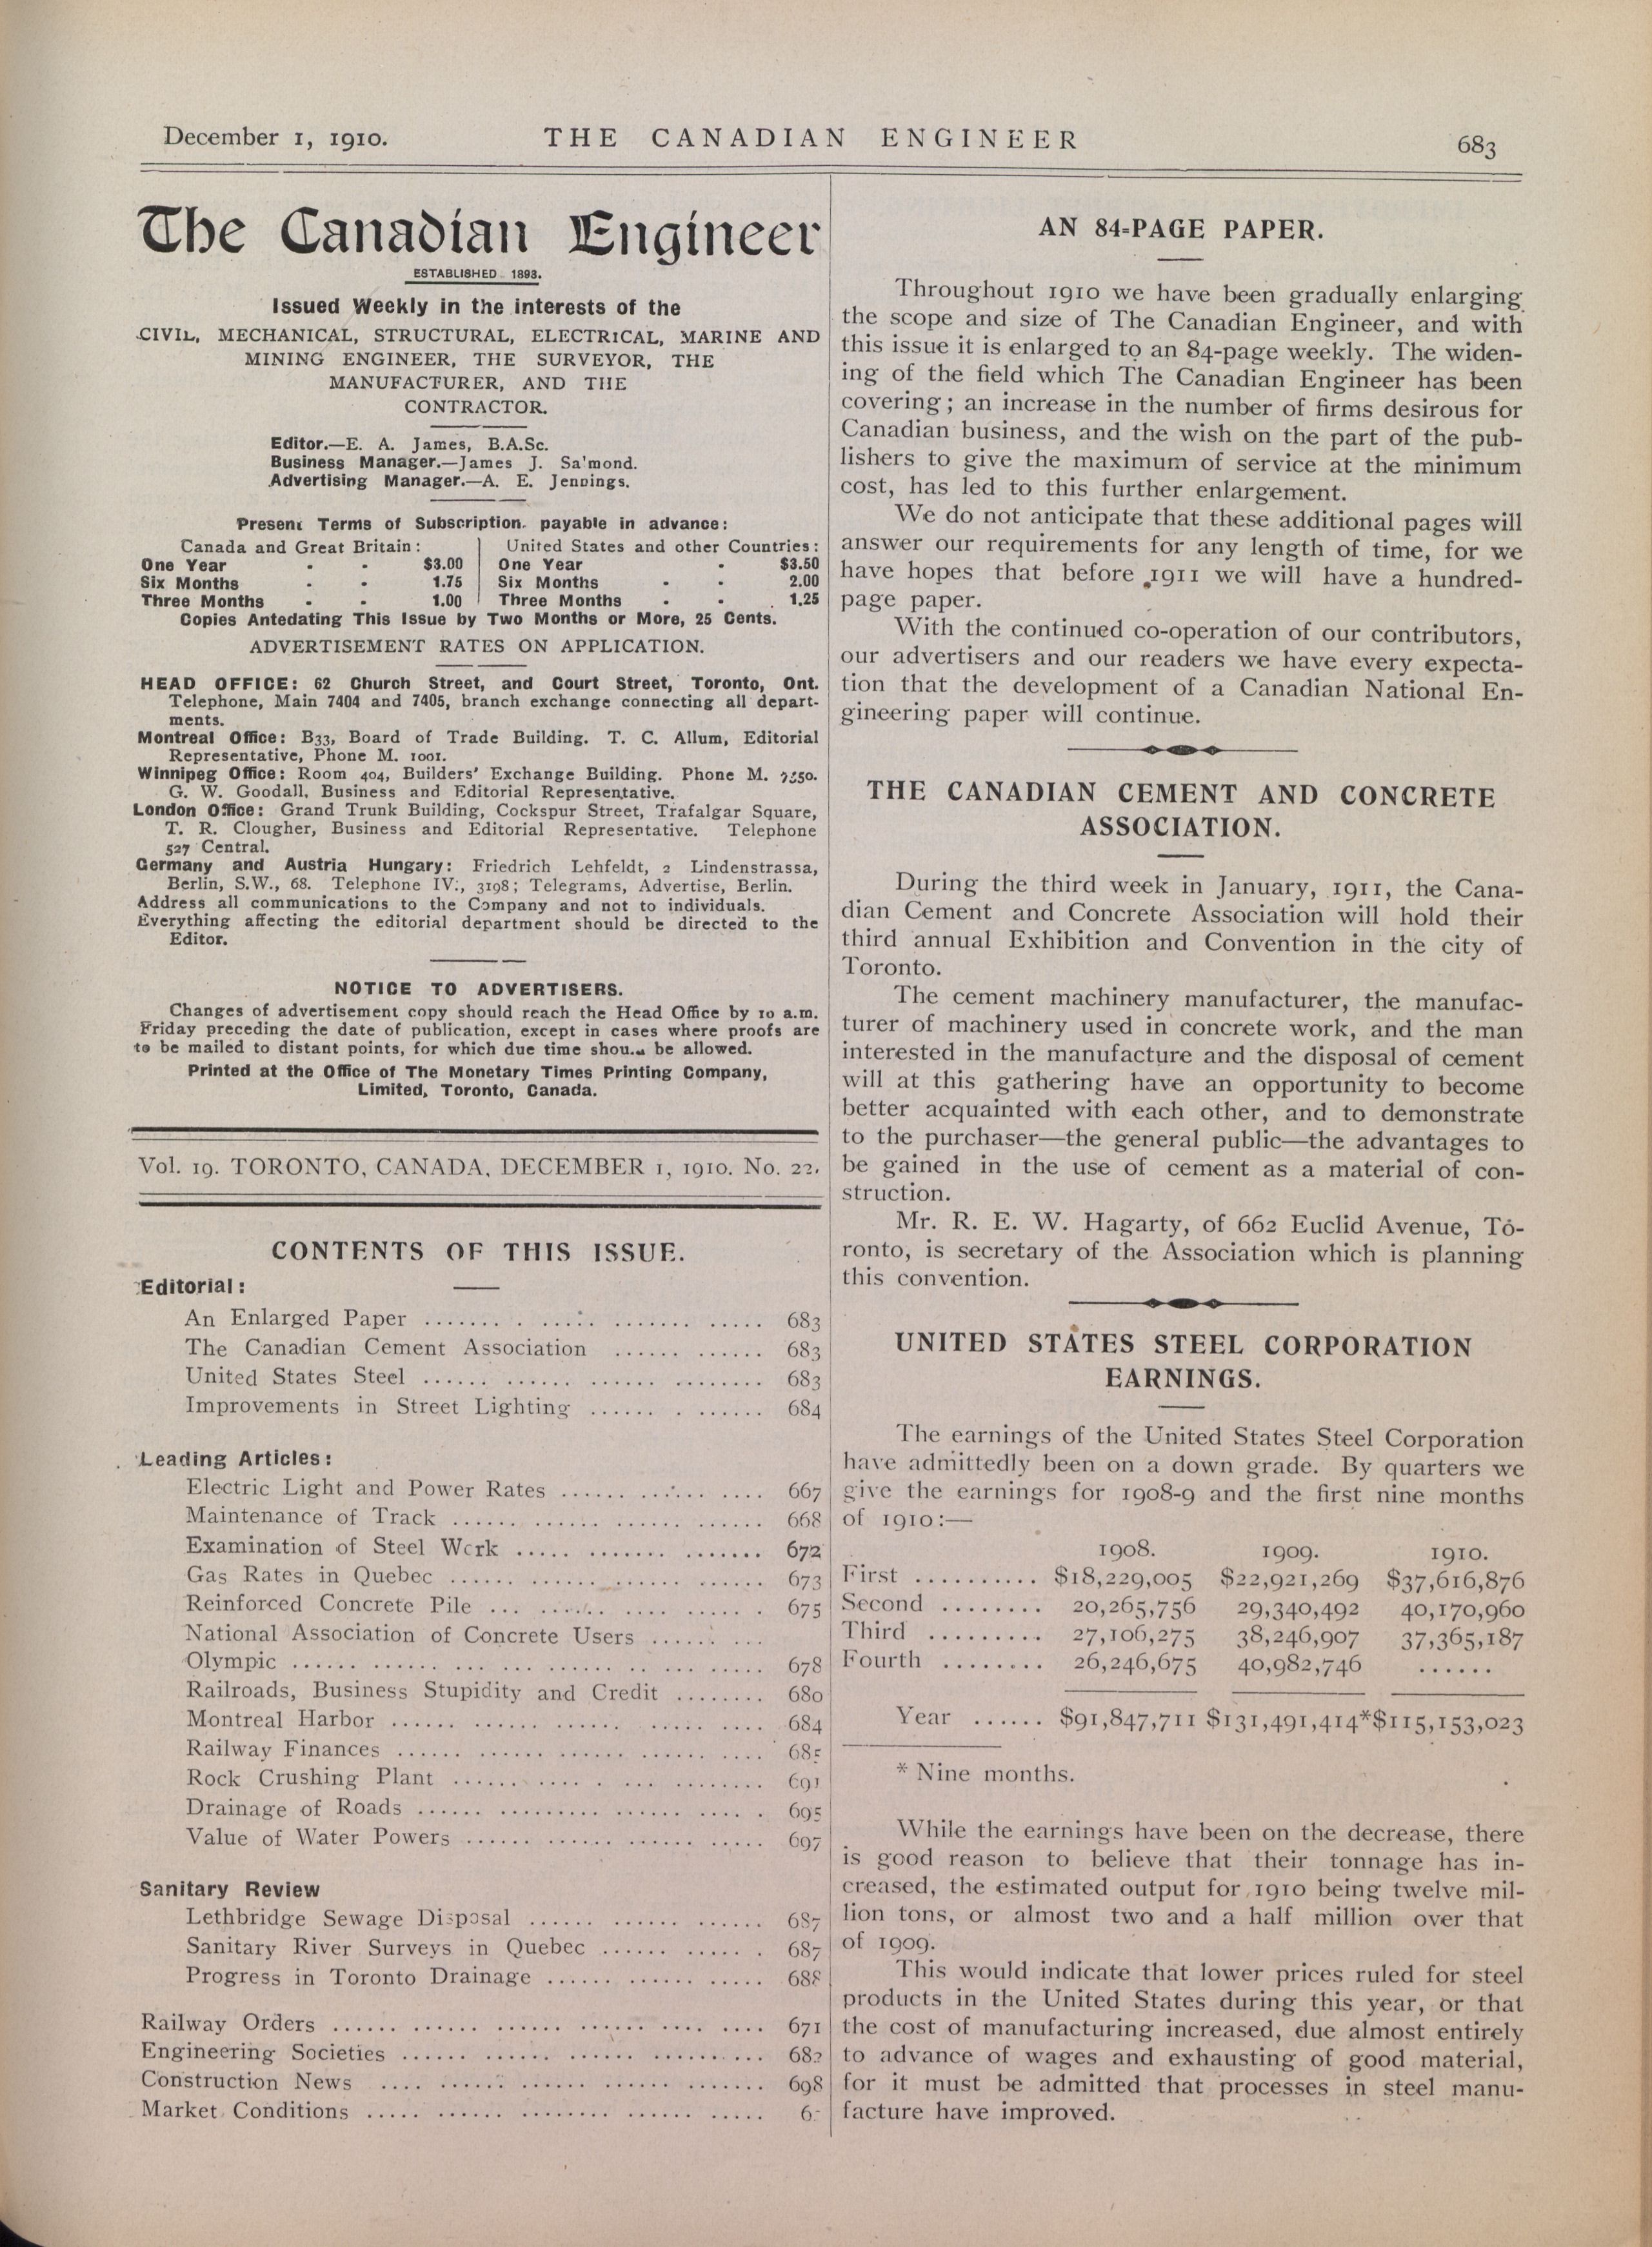 December 1, 1910.
THE CANADIAN ENGINEER
683
The Canadian Engineer
ESTABLISHED 1893.
Issued Weekly in the interests of the
CIVIL, MECHANICAL, STRUCTURAL, ELECTRICAL, MARINE AND
MINING ENGINEER, THE SURVEYOR, THE
MANUFACTURER, AND THE
CONTRACTOR.
Editor.—E. A. James, B.A.Sc.
Business Manager.—James J. Sa'mond.
Advertising Manager.—A. E. Jennings.
Present Terms of Subscription, payable in advance:
Canada and Great Britain: United States and other Countries:
One Year - - $3.00 One Year - $3.50
Six Months - - 1.75 Six Months - - 2.00
Three Months - - 1.00 Three Months - - 1.25
Copies Antedating This Issue by Two Months or More, 25 Cents.
ADVERTISEMENT RATES ON APPLICATION.
HEAD OFFICE: 62 Church Street, and Court Street, Toronto, Ont.
Telephone, Main 7404 and 7405, branch exchange connecting all depart-
ments.
Montreal Office: B33, Board of Trade Building. T. C. Allum, Editorial
Representative, Phone M. 1001.
Winnipeg Office: Room 404, Builders' Exchange Building. Phone M.
G. W. Goodall, Business and Editorial Representative.
London Office: Grand Trunk Building, Cockspur Street, Trafalgar Square,
T. R. Clougher, Business and Editorial Representative. Telephone
527 Central.
Germany and Austria Hungary: Friedrich Lehfeldt, 2 Lindenstrassa,
Berlin, S.W., 68. Telephone IV., 3198; Telegrams, Advertise, Berlin.
Address all communications to the Company and not to individuals.
Everything affecting the editorial department should be directed to the
Editor.
NOTICE TO ADVERTISERS.
Changes of advertisement copy should reach the Head Office by 10 a.m.
Friday preceding the date of publication, except in cases where proofs are
to be mailed to distant points, for which due time be allowed.
Printed at the Office of The Monetary Times Printing Company,
Limited, Toronto, Canada.
Vol. 19. TORONTO, CANADA, DECEMBER 1, 1910. No. 22.
CONTENTS OF THIS ISSUE.
Editorial:
An Enlarged Paper ........................ 683
The Canadian Cement Association ............ 683
United States Steel ........................ 683
Improvements in Street Lighting ............. 684
Leading Articles:
Electric Light and Power Rates ................ 667
Maintenance of Track ........................ 668
Examination of Steel Work ................... 672
Gas Rates in Quebec ........................ 673
Reinforced Concrete Pile .................... 675
National Association of Concrete Users .........
Olympic .................................. 678
Railroads, Business Stupidity and Credit ........ 680
Montreal Harbor ........................... 684
Railway Finances ..........................
Rock Crushing Plant ........................ 691
Drainage of Roads .......................... 695
Value of Water Powers ....................... 697
Sanitary Review
Lethbridge Sewage Disposal .................. 687
Sanitary River Surveys in Quebec ............. 687
Progress in Toronto Drainage ................. 688
Railway Orders ............................ 671
Engineering Societies ....................... 682
Construction News ......................... 698
Market Conditions .........................
AN 84-PAGE PAPER.
Throughout 1910 we have been gradually enlarging
the scope and size of The Canadian Engineer, and with
this issue it is enlarged to an 84-page weekly. The widen-
ing of the field which The Canadian Engineer has been
covering; an increase in the number of firms desirous for
Canadian business, and the wish on the part of the pub-
lishers to give the maximum of service at the minimum
cost, has led to this further enlargement.
We do not anticipate that these additional pages will
answer our requirements for any length of time, for we
have hopes that before 1911 we will have a hundred-
page paper.
With the continued co-operation of our contributors,
our advertisers and our readers we have every expecta-
tion that the development of a Canadian National En-
gineering paper will continue.
THE CANADIAN CEMENT AND CONCRETE
ASSOCIATION.
During the third week in January, 1911, the Cana-
dian Cement and Concrete Association will hold their
third annual Exhibition and Convention in the city of
Toronto.
The cement machinery manufacturer, the manufac-
turer of machinery used in concrete work, and the man
interested in the manufacture and the disposal of cement
will at this gathering have an opportunity to become
better acquainted with each other, and to demonstrate
to the purchaser—the general public—the advantages to
be gained in the use of cement as a material of con-
struction.
Mr. R. E. W. Hagarty, of 662 Euclid Avenue, To-
ronto, is secretary of the Association which is planning
this convention.
UNITED STATES STEEL CORPORATION
EARNINGS.
The earnings of the United States Steel Corporation
have admittedly been on a down grade. By quarters we
give the earnings for 1908-9 and the first nine months
of 1910:—
1908. 1909. 1910.
First .......... $18,229,005 $22,921,269 $37,616,876
Second ........ 20,265,756 29,340,492 40,170,960
Third ......... 27,106,275 38,246,907 37,365,187
Fourth ........ 26,246,675 40,982,746 ......
Year ...... $91,847,711 $131,491,414*$115,153,023
* Nine months.
While the earnings have been on the decrease, there
is good reason to believe that their tonnage has in-
creased, the estimated output for 1910 being twelve mil-
lion tons, or almost two and a half million over that
of 1909.
This would indicate that lower prices ruled for steel
products in the United States during this year, or that
the cost of manufacturing increased, due almost entirely
to advance of wages and exhausting of good material,
for it must be admitted that processes in steel manu-
facture have improved.